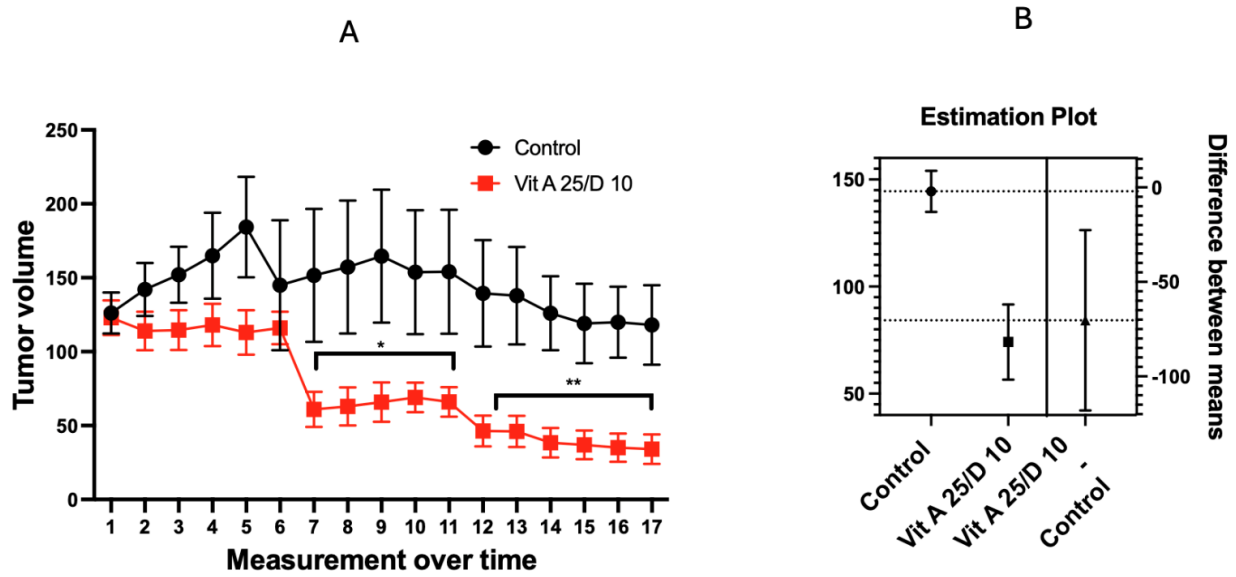 A
B
250
200
150
100
50
0
Tumor volume
Control
Vit A 25/D 10
*
**
1 2 3 4 5 6 7 8 9 10 11 12 13 14 15 16 17
Measurement over time
Estimation Plot
150
100
50
0
-50
-100
Difference between means
Control
Vit A 25/D 10
Vit A 25/D 10
-
Control